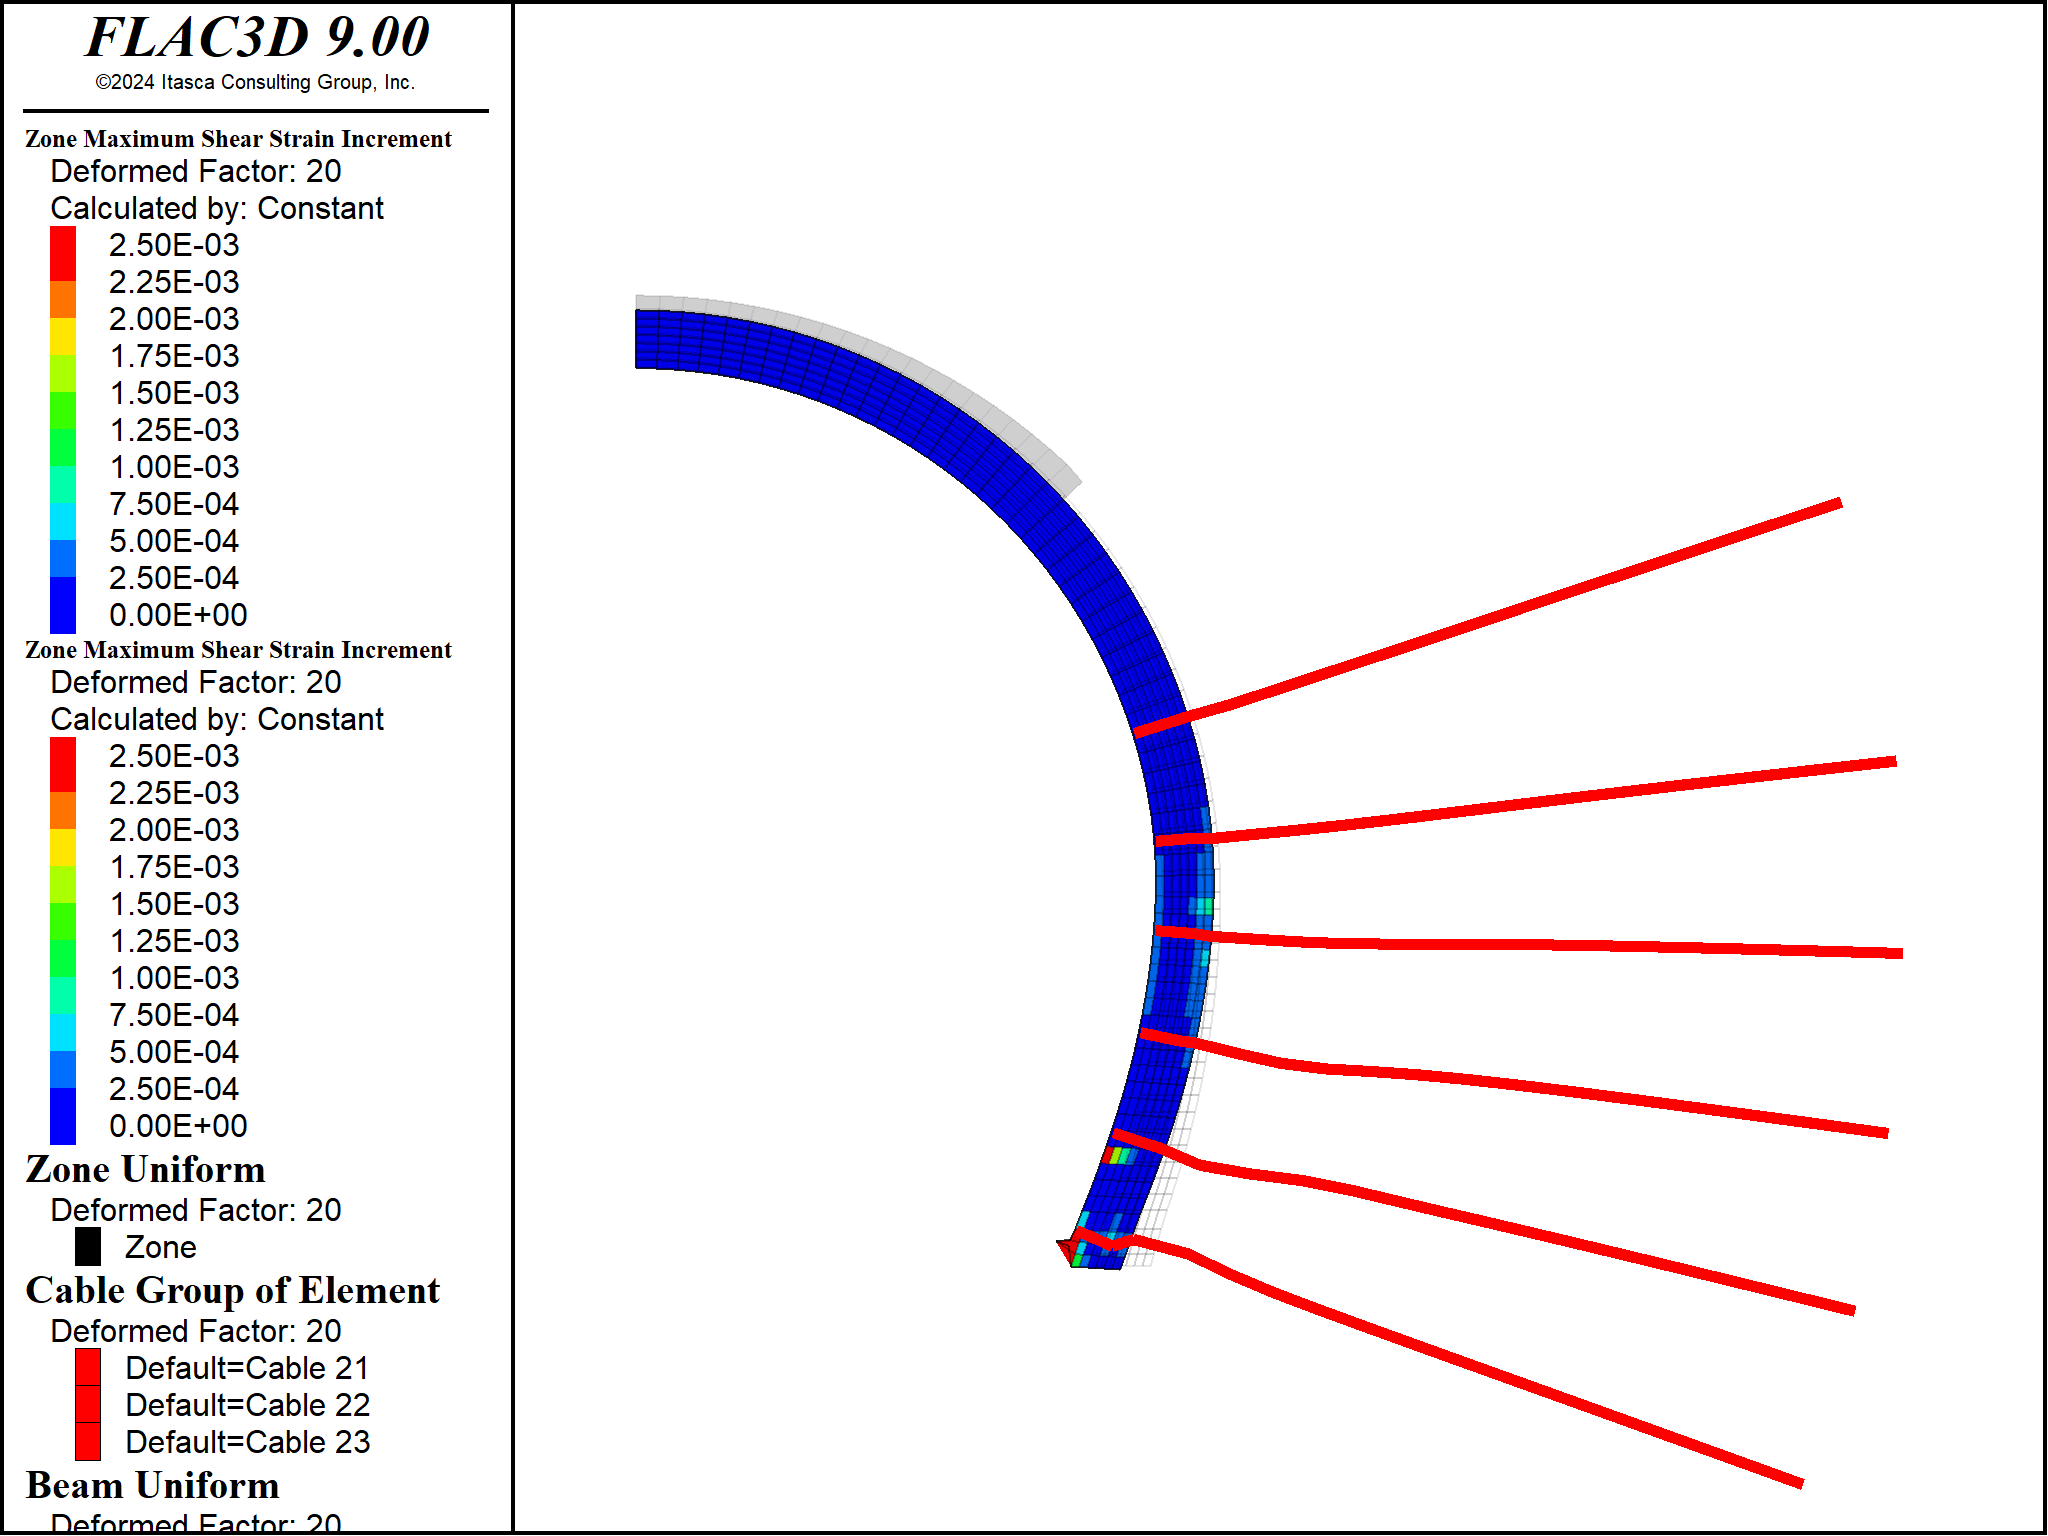 FLAC3D 9.00
©2024 Itasca Consulting Group, Inc.
Zone Maximum Shear Strain Increment
Deformed Factor: 20
Calculated by: Constant
2.50E-03
2.25E-03
2.00E-03
1.75E-03
1.50E-03
1.25E-03
1.00E-03
7.50E-04
5.00E-04
2.50E-04
0.00E+00
Zone Maximum Shear Strain Increment
Deformed Factor: 20
Calculated by: Constant
2.50E-03
2.25E-03
2.00E-03
1.75E-03
1.50E-03
1.25E-03
1.00E-03
7.50E-04
5.00E-04
2.50E-04
0.00E+00
Zone Uniform
Deformed Factor: 20
Zone
Cable Group of Element
Deformed Factor: 20
Default=Cable 21
Default=Cable 22
Default=Cable 23
Beam Uniform
Deformed Factor: 20